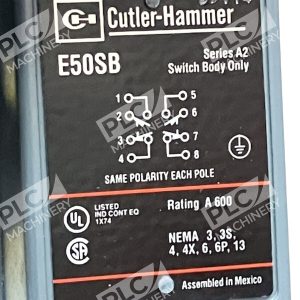 Cutler-Hammer
E50SB
Series A2
Switch Body Only
1 5
2 6
3 7
4 8
SAME POLARITY EACH POLE
UL LISTED
IND CONT EQ
1X74
Rating A 600
SA
NEMA 3, 3S,
4, 4X, 6, 6P, 13
Assembled in Mexico
PLC MACHINERY